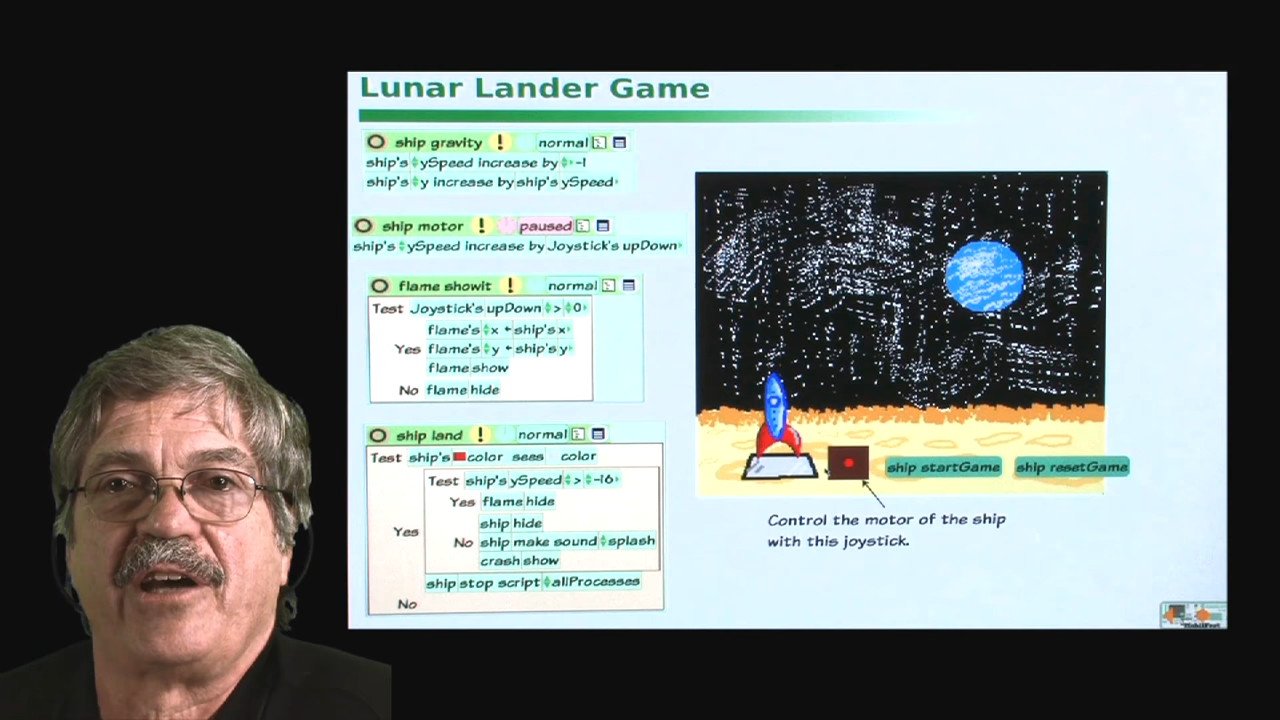 Lunar Lander Game
ship gravity ! normal
ship's ySpeed increase by -1
ship's y increase by ship's ySpeed
ship motor ! paused
ship's ySpeed increase by Joystick's upDown
flame showit ! normal
Test Joystick's upDown > 0
flame's x ←ship's x
Yes flame's y ←ship's y
flame show
No flame hide
ship land ! normal
Test ship's color sees color
Test ship's ySpeed > -16
Yes flame hide
Yes
ship hide
No ship make sound splash
crash show
ship stop script allProcesses
No
ship startGame ship resetGame
Control the motor of the ship
with this joystick.